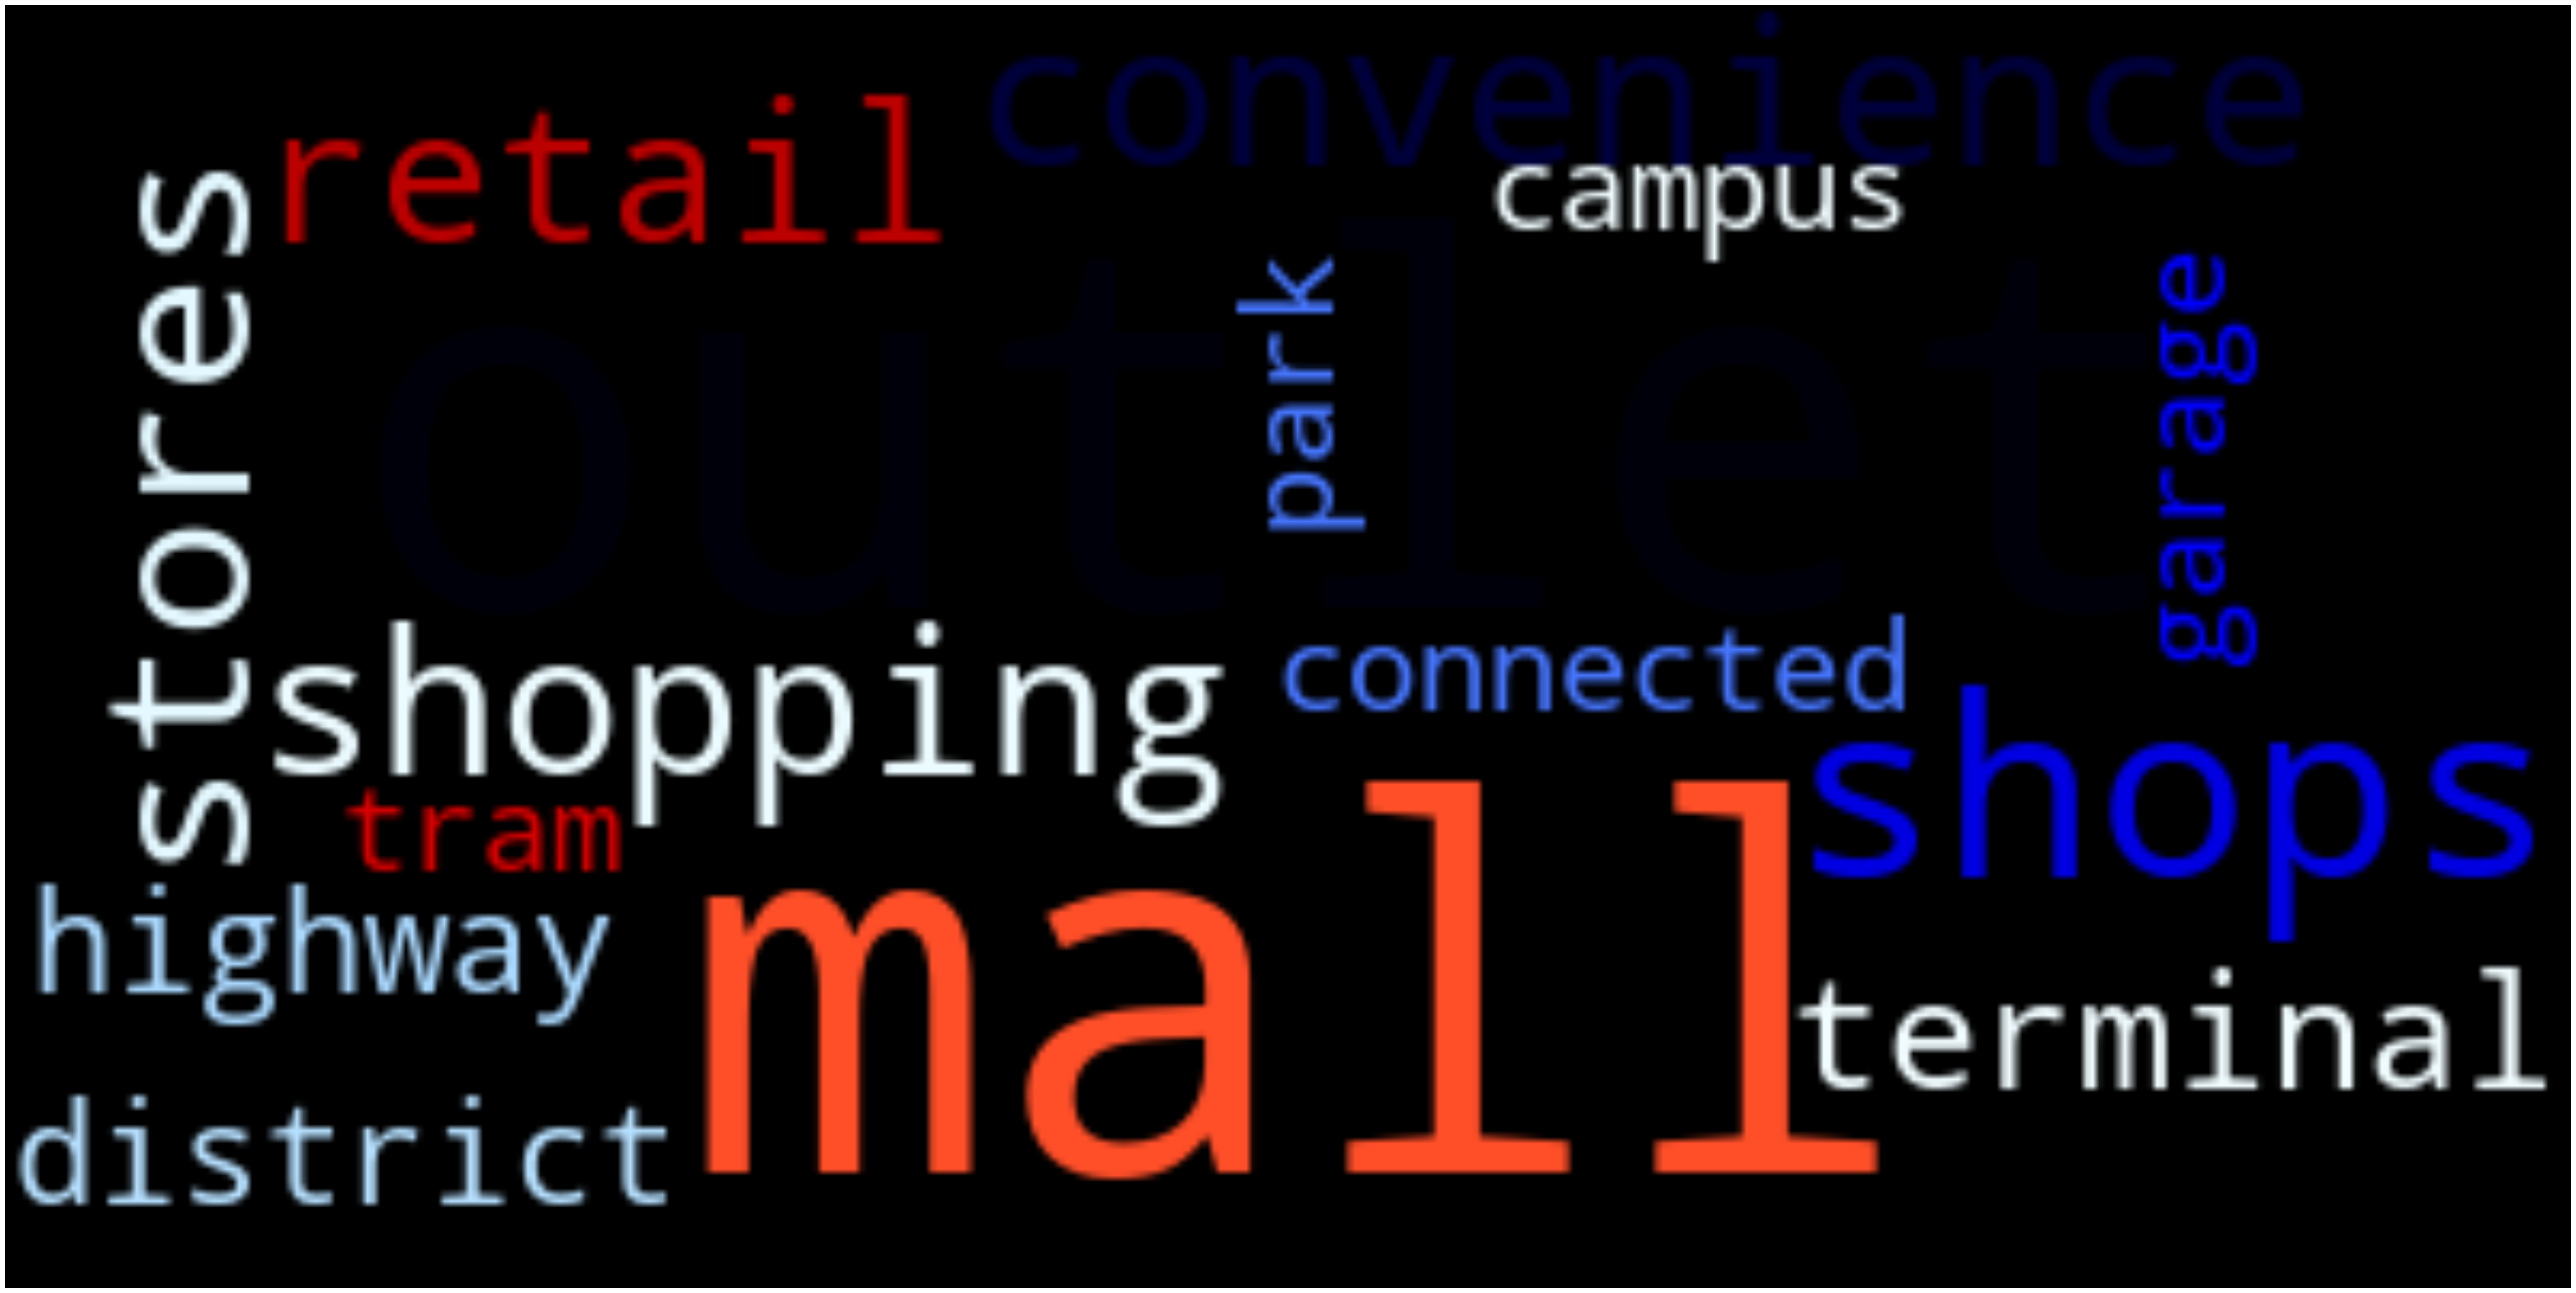 convenience
retail
campus
stores
outlet
park
garage
shopping
connected
shops
tram
mall
highway
terminal
district